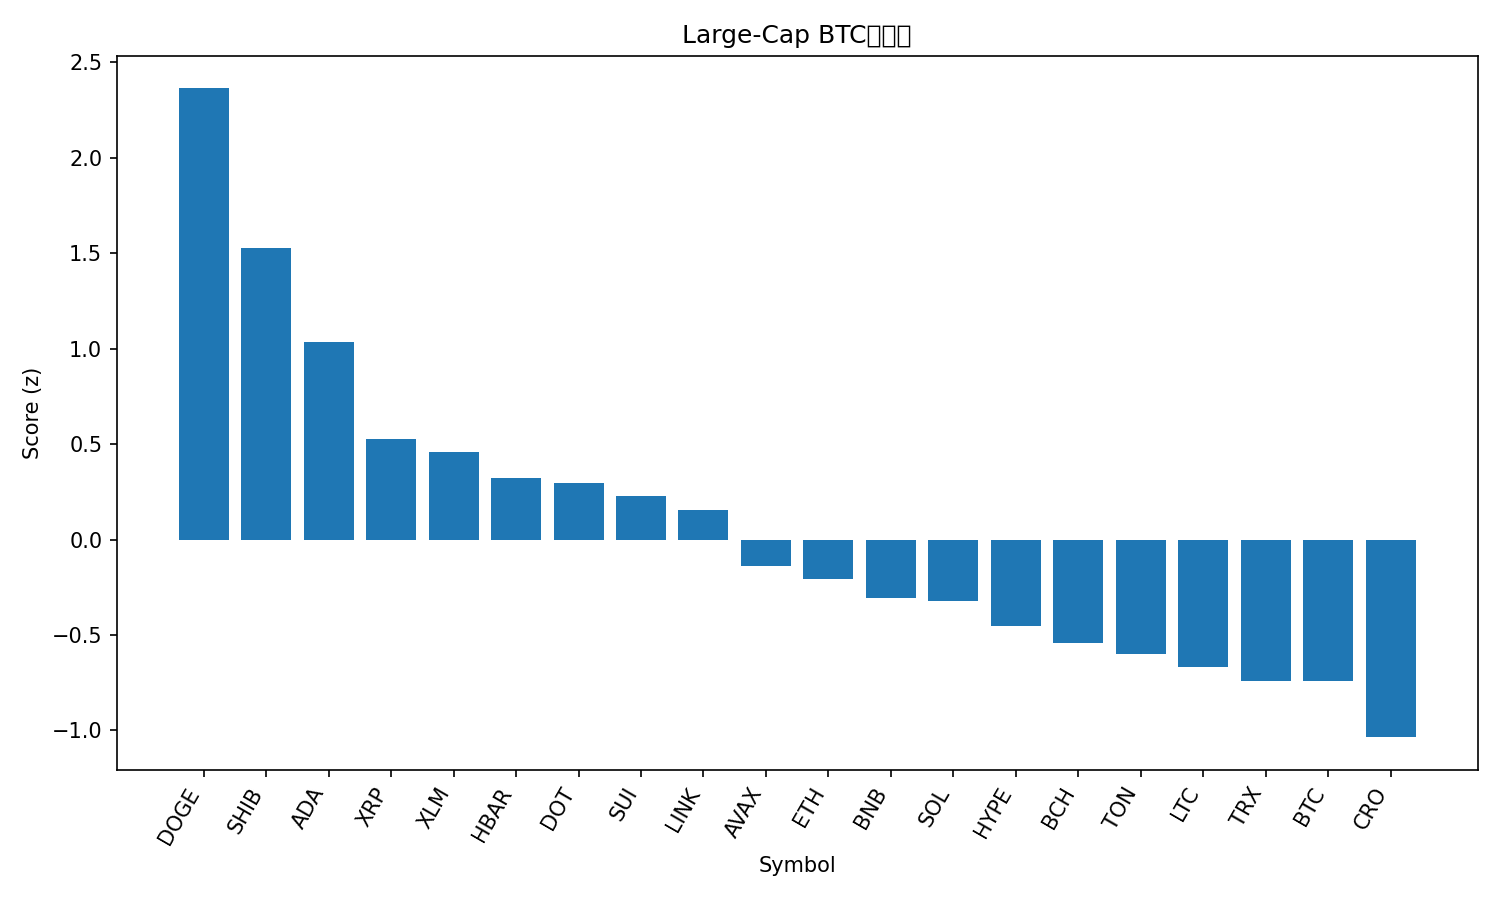 Large-Cap BTC
2.5
2.0
1.5
1.0
0.5
0.0
−0.5
−1.0
Score (z)
DOGE
SHIB
ADA
XRP
XLM
HBAR
DOT
SUI
LINK
AVAX
ETH
BNB
SOL
HYPE
BCH
TON
LTC
TRX
BTC
CRO
Symbol